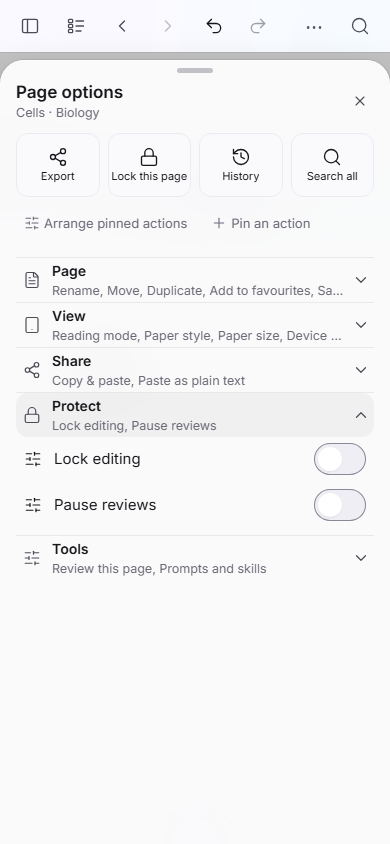 Page options
Cells · Biology
Export
Lock this page
History
Search all
Arrange pinned actions
Pin an action
Page
Rename, Move, Duplicate, Add to favourites, Sa...
View
Reading mode, Paper style, Paper size, Device ...
Share
Copy & paste, Paste as plain text
Protect
Lock editing, Pause reviews
Lock editing
Pause reviews
Tools
Review this page, Prompts and skills